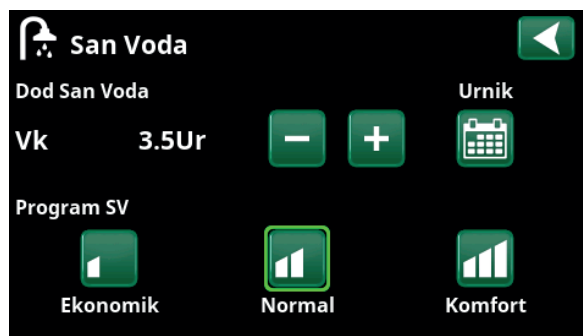 San Voda
Dod San Voda
Urnik
Vk 3.5Ur
Program SV
Ekonomik Normal Komfort